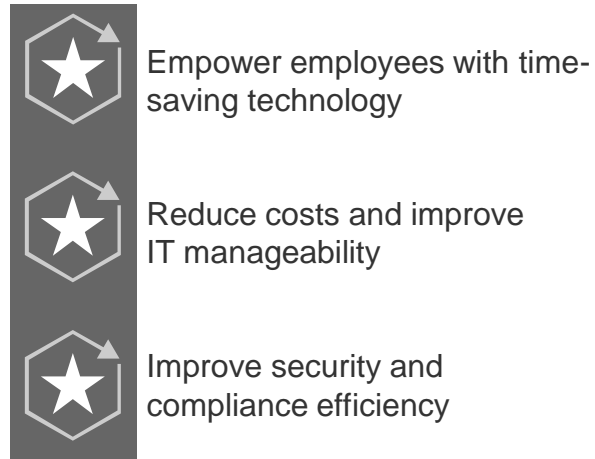 Empower employees with time-
saving technology
Reduce costs and improve
IT manageability
Improve security and
compliance efficiency